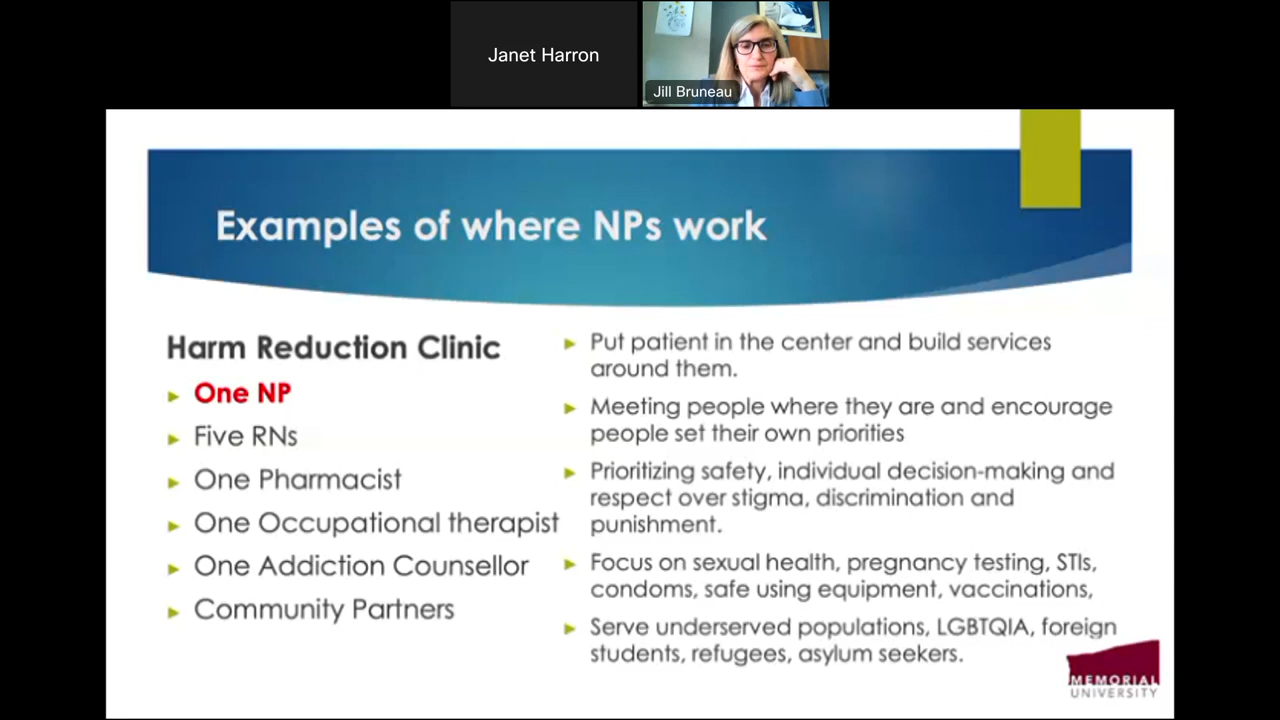 Janet Harron
Jill Bruneau
Examples of where NPs work
Harm Reduction Clinic
One NP
Five RNs
One Pharmacist
One Occupational therapist
One Addiction Counsellor
Community Partners
Put patient in the center and build services
around them.
Meeting people where they are and encourage
people set their own priorities
Prioritizing safety, individual decision-making and
respect over stigma, discrimination and
punishment.
Focus on sexual health, pregnancy testing, STIs,
condoms, safe using equipment, vaccinations,
Serve underserved populations, LGBTQIA, foreign
students, refugees, asylum seekers.
MEMORIAL
UNIVERSITY